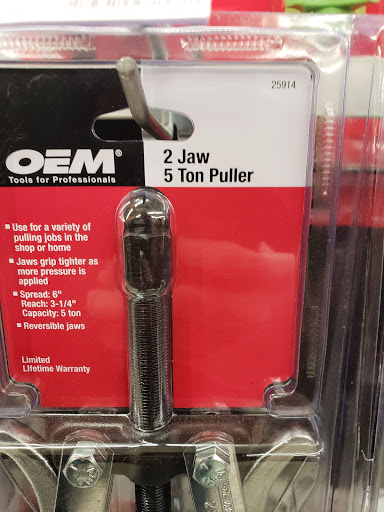 25914
OEM®
Tools for Professionals
2 Jaw
5 Ton Puller
▪ Use for a variety of
pulling jobs in the
shop or home
▪ Jaws grip tighter as
more pressure is
applied
▪ Spread: 6"
Reach: 3-1/4"
Capacity: 5 ton
▪ Reversible jaws
Limited
LIfetime Warranty